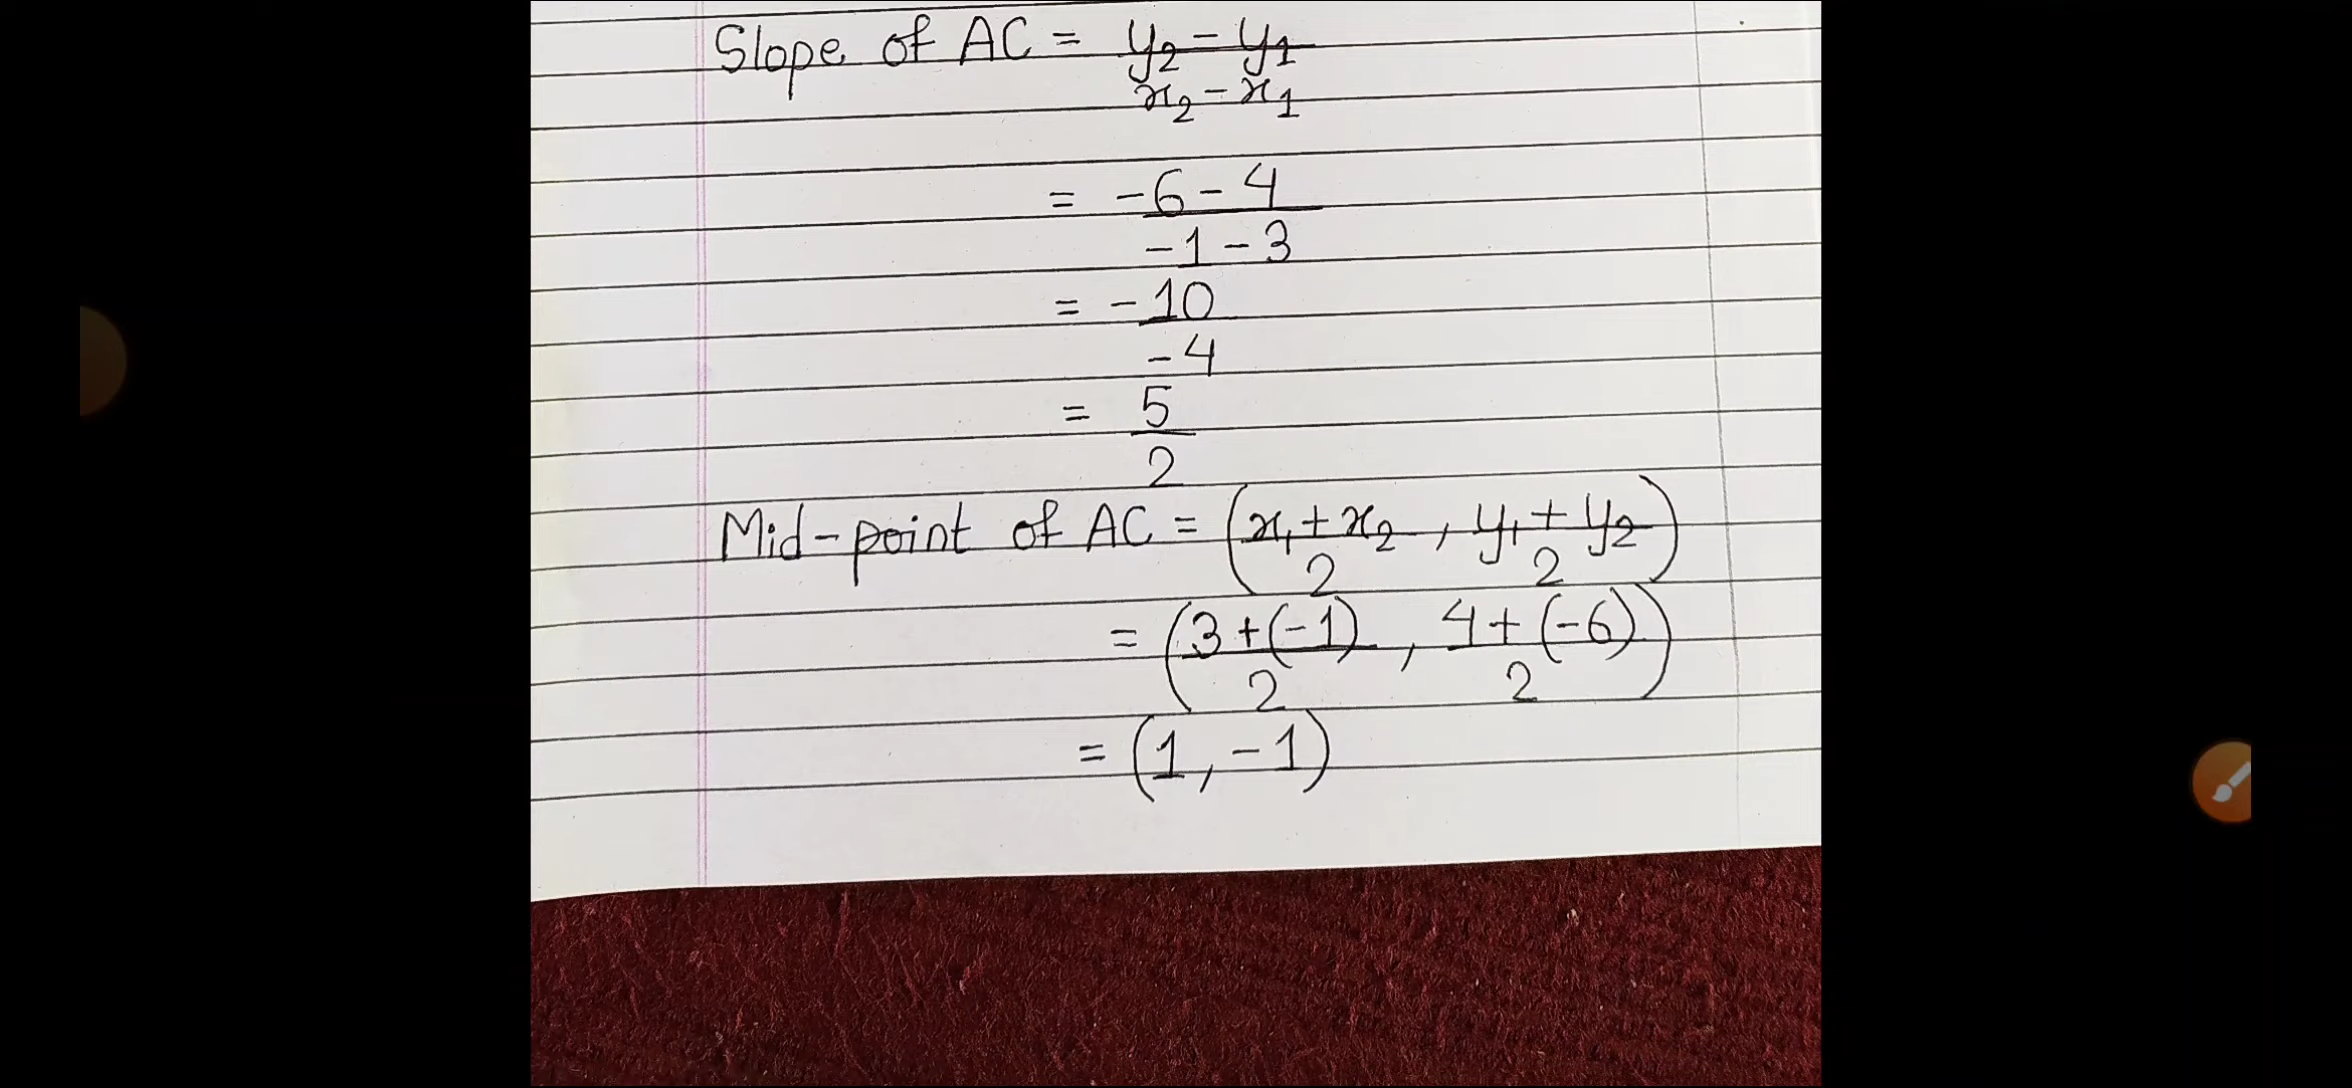 Slope of AC = y₂ - y₁
x₂ - x₁
= -6 - 4
-1 - 3
= -10
-4
= 5
2
Mid-point of AC = (x₁ + x₂ , y₁ + y₂)
2 2
= (3 + (-1) , 4 + (-6))
2 2
= (1, -1)